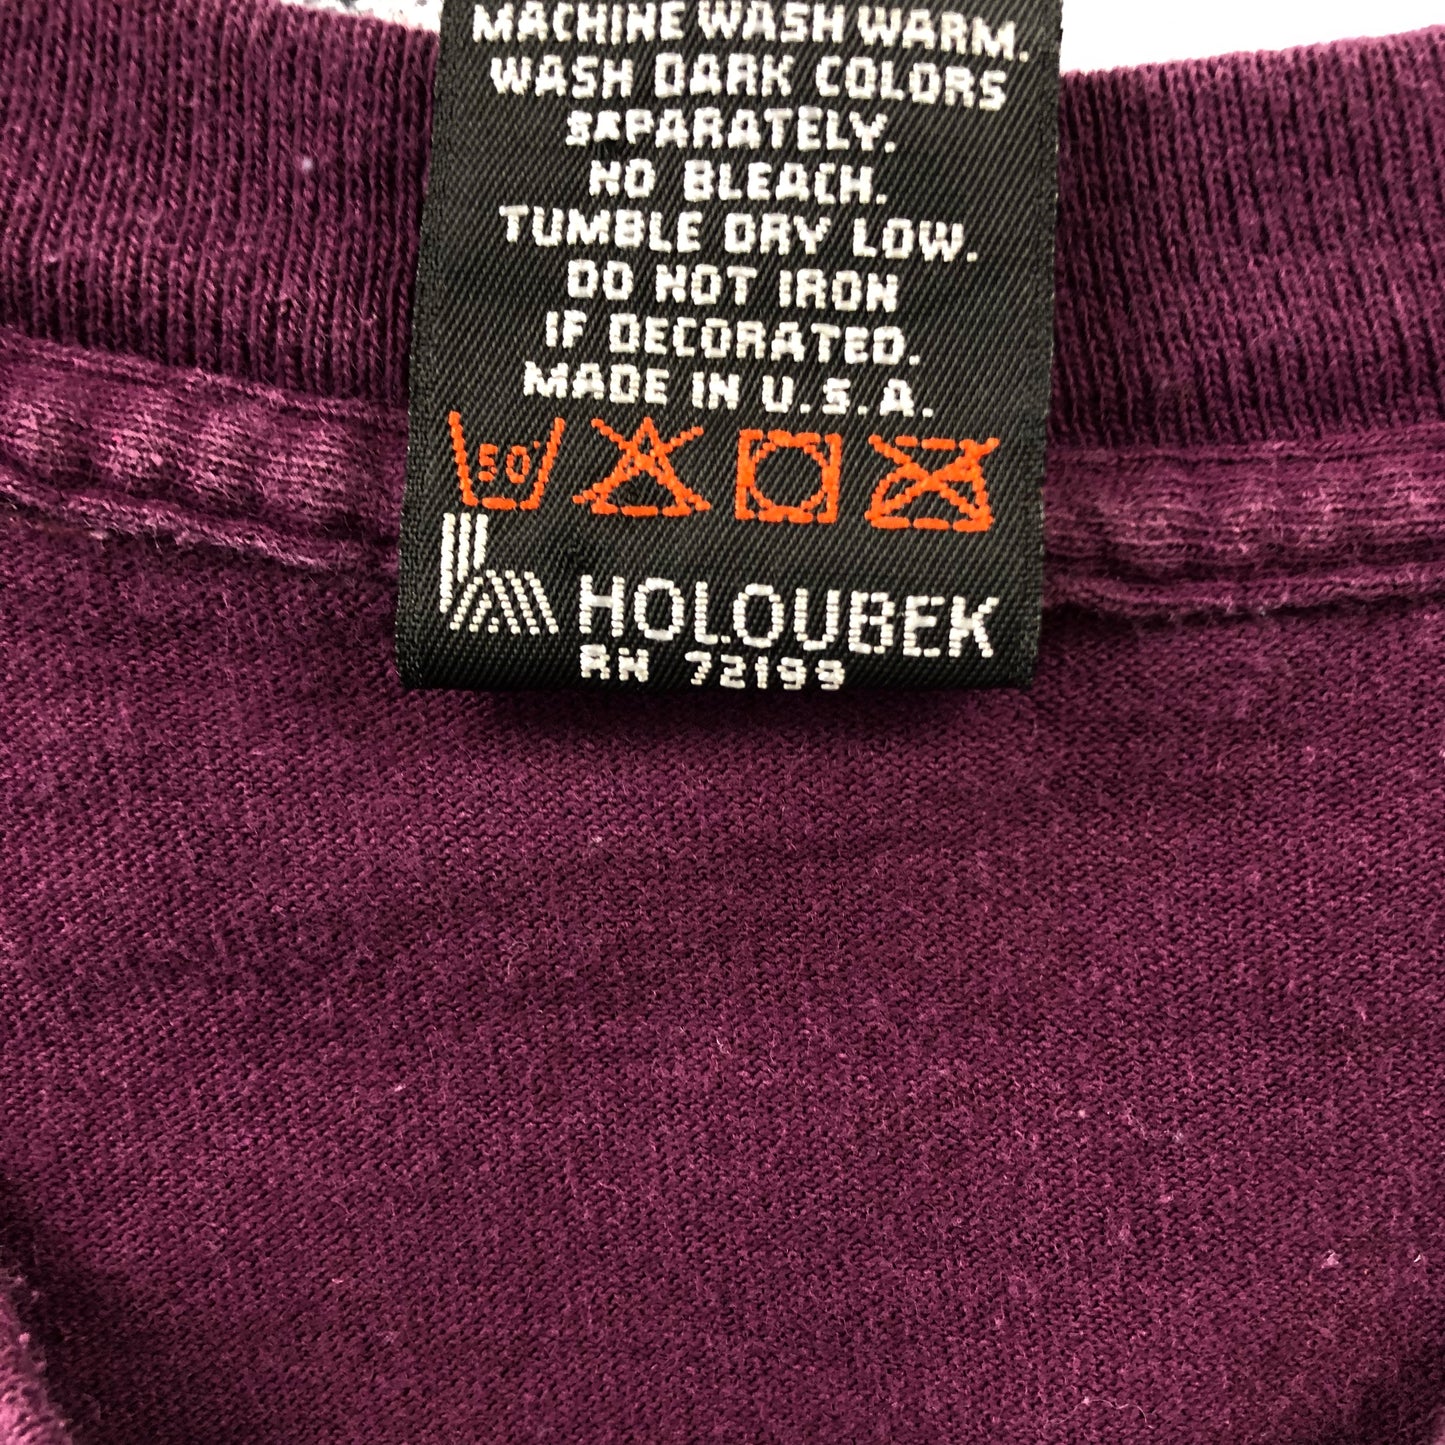 MACHINE WASH WARM.
WASH DARK COLORS
SAPARATELY.
NO BLEACH.
TUMBLE DRY LOW.
DO NOT IRON
IF DECORATED.
MADE IN U.S.A.
50°
HOLOUBEK
RN 72199